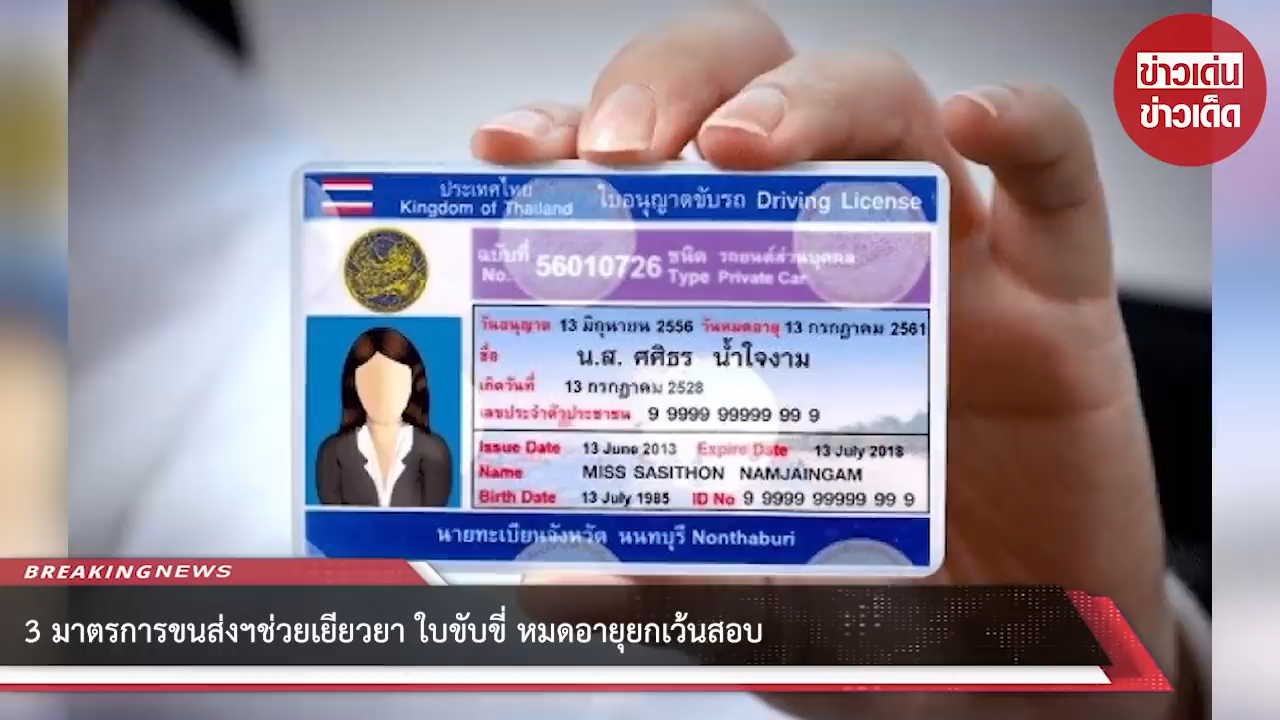 ข่าวเด่น
ข่าวเด็ด
ประเทศไทย ใบอนุญาตขับรถ Driving License
Kingdom of Thailand
ฉบับที่ 56010726 ชนิด รถยนต์ส่วนบุคคล
No. Type Private Car
วันอนุญาต 13 มิถุนายน 2556 วันหมดอายุ 13 กรกฎาคม 2561
ชื่อ น.ส. ศศิธร น้ำใจงาม
เกิดวันที่ 13 กรกฎาคม 2528
เลขประจำตัวประชาชน 9 9999 99999 99 9
Issue Date 13 June 2013 Expire Date 13 July 2018
Name MISS SASITHON NAMJAINGAM
Birth Date 13 July 1985 ID No 9 9999 99999 99 9
นายทะเบียนจังหวัด นนทบุรี Nonthaburi
BREAKING NEWS
3 มาตรการขนส่งฯช่วยเยียวยา ใบขับขี่ หมดอายุยกเว้นสอบ